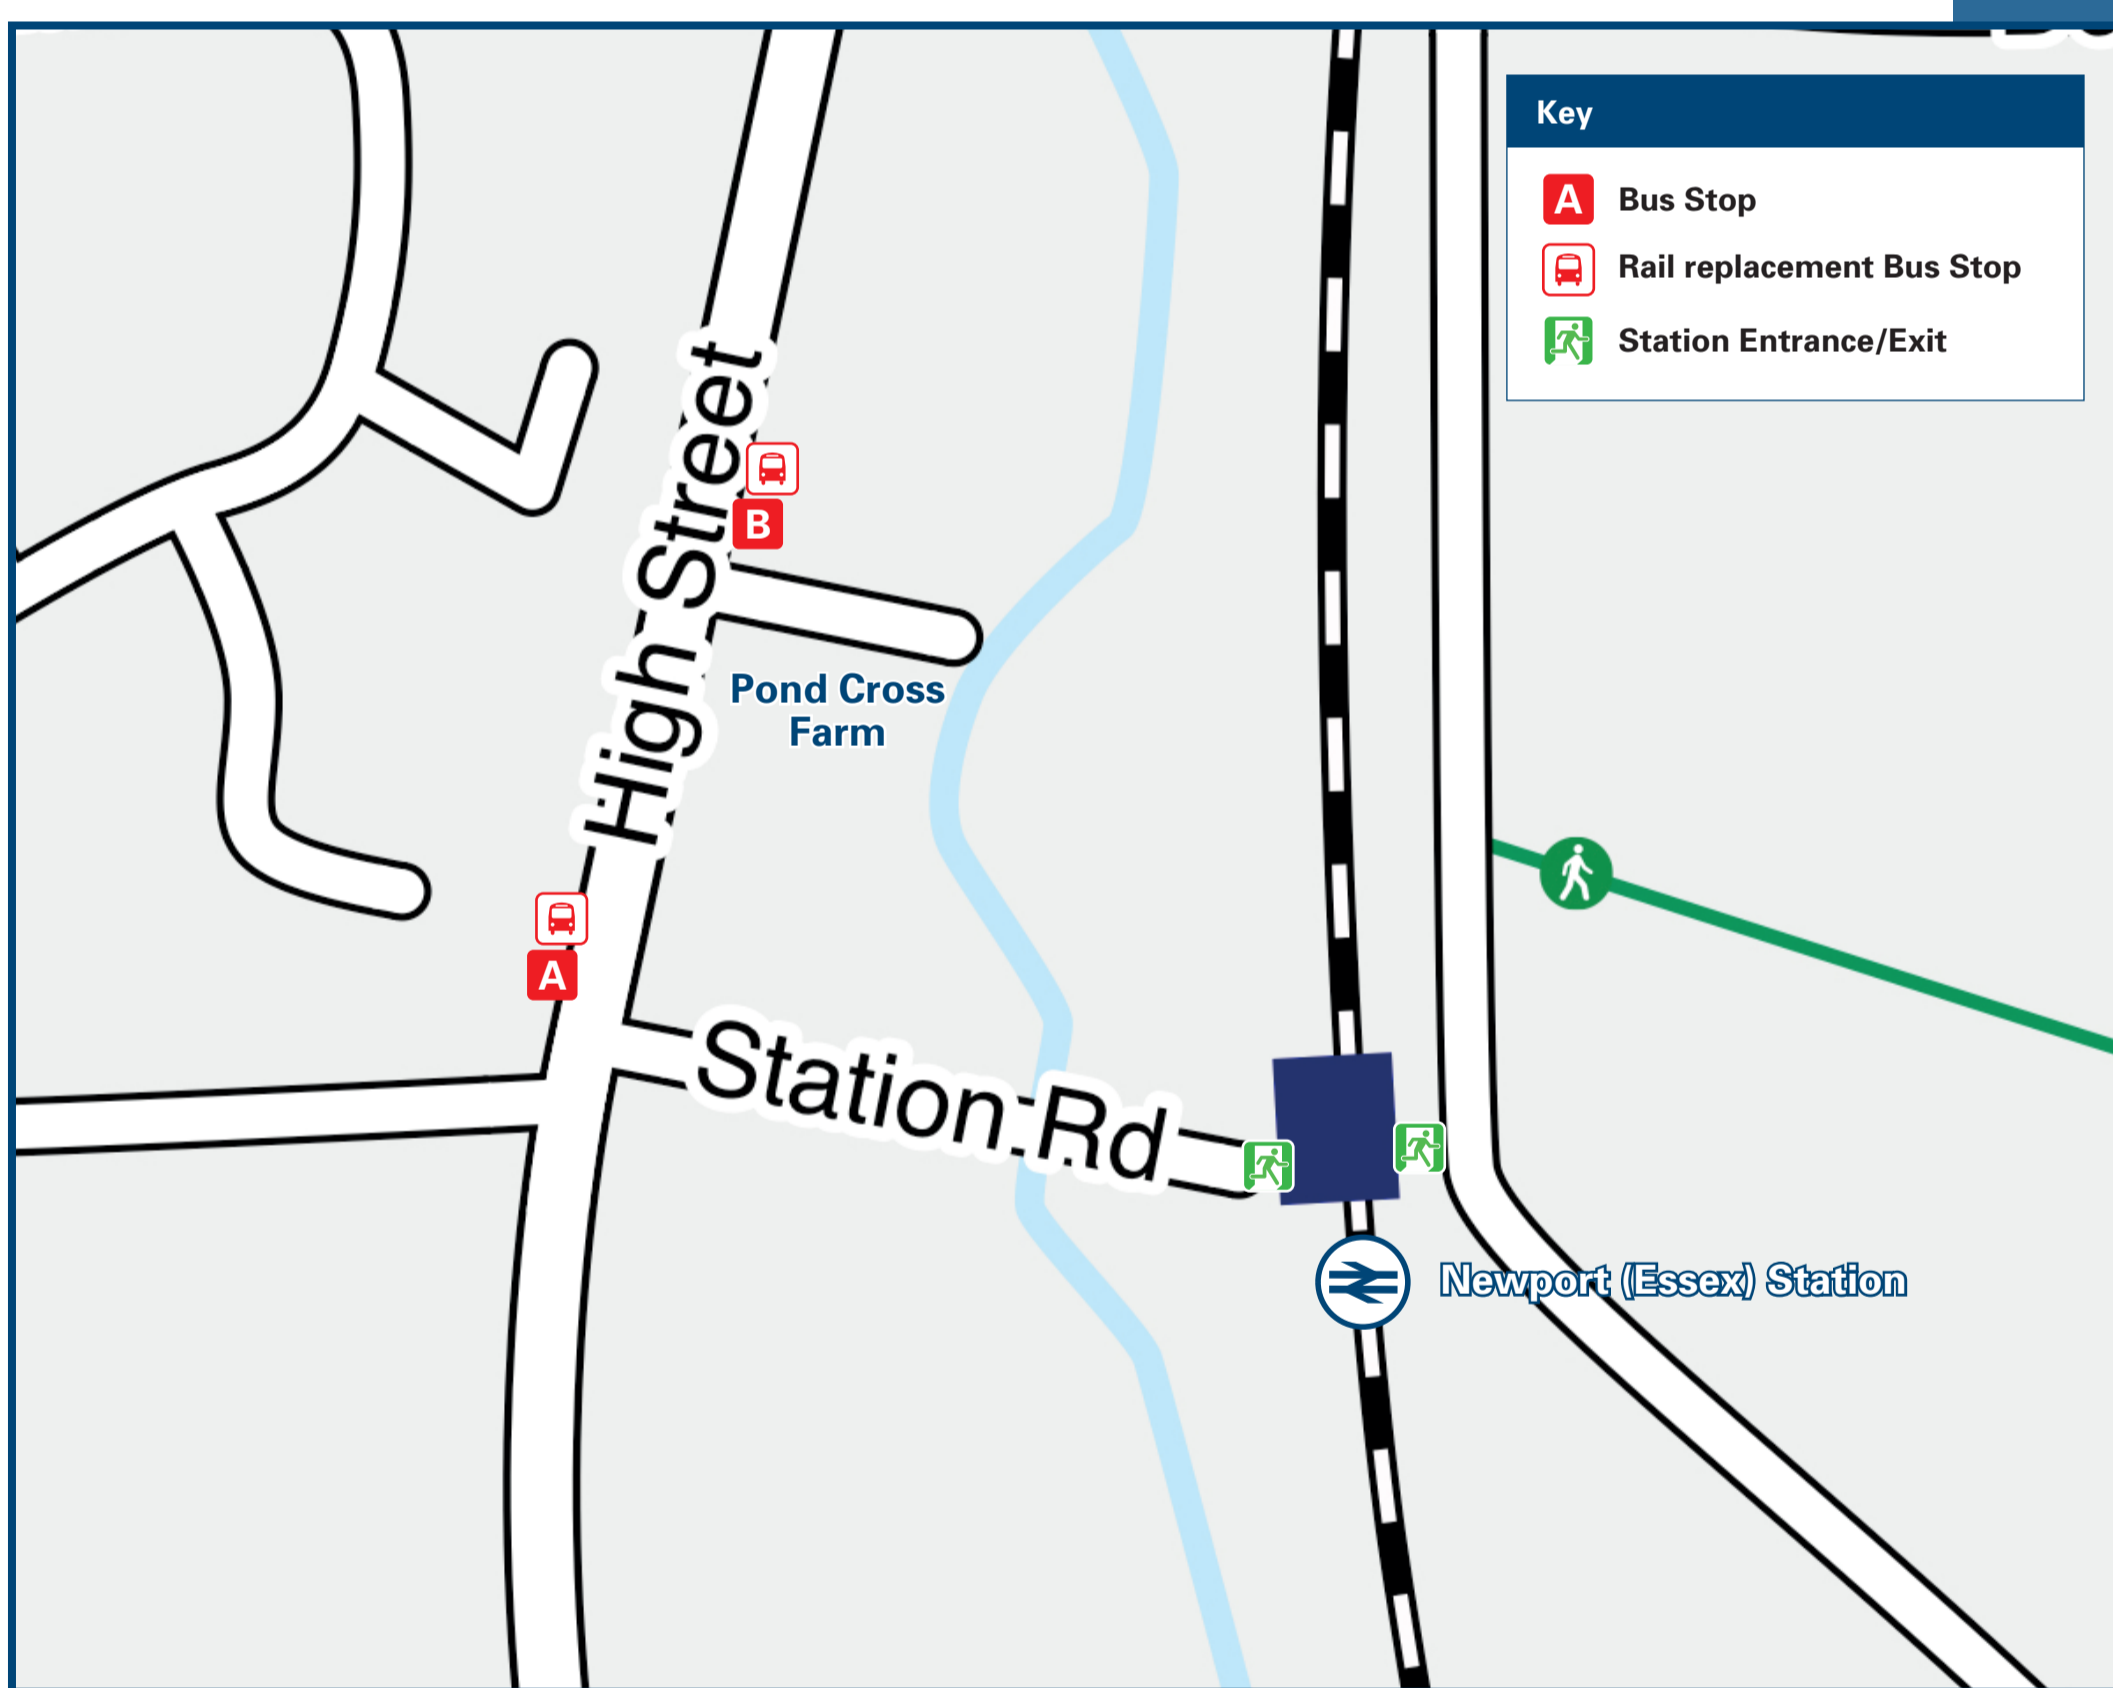 Key
A Bus Stop
Rail replacement Bus Stop
Station Entrance/Exit
High Street
B
Pond Cross
Farm
A
Station Rd
Newport (Essex) Station